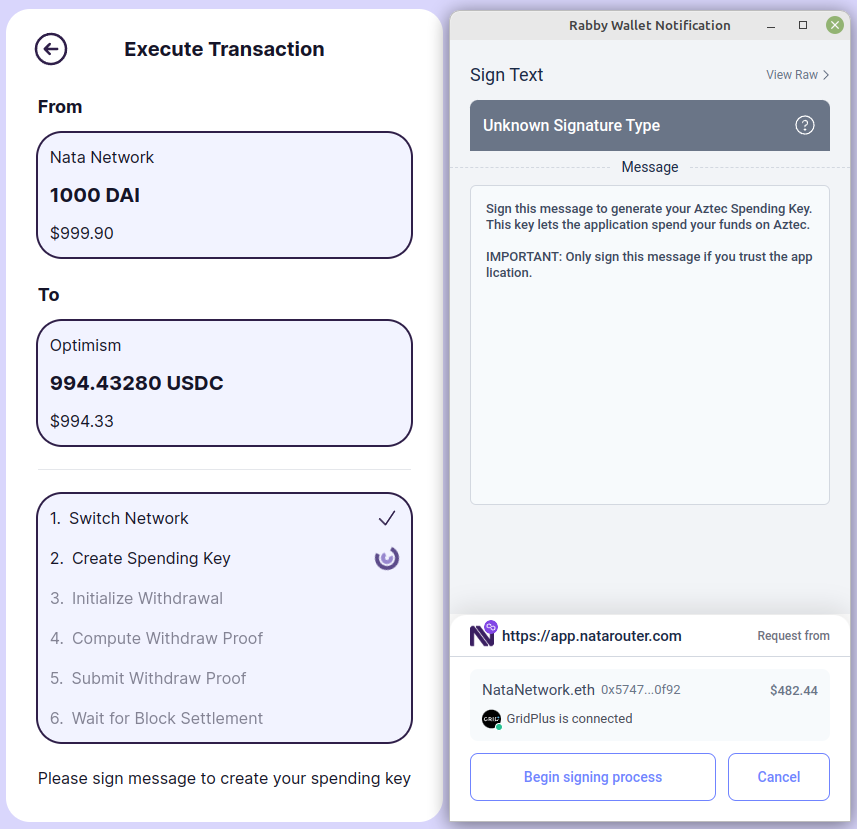 Execute Transaction
From
Nata Network
1000 DAI
$999.90
To
Optimism
994.43280 USDC
$994.33
1. Switch Network
2. Create Spending Key
3. Initialize Withdrawal
4. Compute Withdraw Proof
5. Submit Withdraw Proof
6. Wait for Block Settlement
Please sign message to create your spending key
Rabby Wallet Notification
Sign Text
View Raw
Unknown Signature Type
Message
Sign this message to generate your Aztec Spending Key.
This key lets the application spend your funds on Aztec.
IMPORTANT: Only sign this message if you trust the app
lication.
https://app.natarouter.com
Request from
NataNetwork.eth 0x5747...0f92
$482.44
GRID+
GridPlus is connected
Begin signing process
Cancel